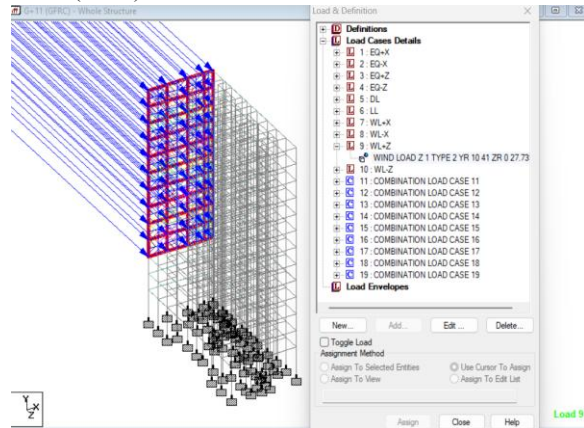 G+11 (GFRC) - Whole Structure
Load & Definition
Definitions
Load Cases Details
1 : EQ+X
2 : EQ-X
3 : EQ+Z
4 : EQ-Z
5 : DL
6 : LL
7 : WL+X
8 : WL-X
9 : WL+Z
WIND LOAD Z 1 TYPE 2 YR 10 41 ZR 0 27.73
10 : WL-Z
11 : COMBINATION LOAD CASE 11
12 : COMBINATION LOAD CASE 12
13 : COMBINATION LOAD CASE 13
14 : COMBINATION LOAD CASE 14
15 : COMBINATION LOAD CASE 15
16 : COMBINATION LOAD CASE 16
17 : COMBINATION LOAD CASE 17
18 : COMBINATION LOAD CASE 18
19 : COMBINATION LOAD CASE 19
Load Envelopes
New... Add... Edit ... Delete...
Toggle Load
Assignment Method
Assign To Selected Entities Use Cursor To Assign
Assign To View Assign To Edit List
Assign Close Help
Y X
Z
Load 9